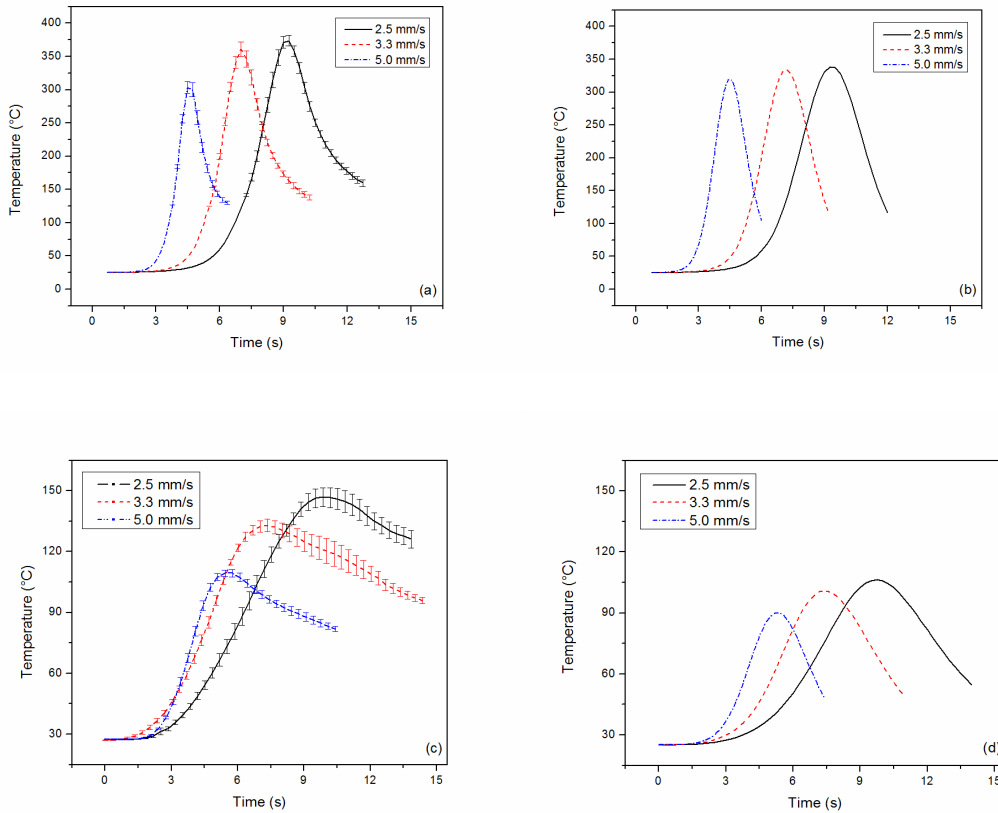 400
350
300
250
200
150
100
50
0
Temperature (°C)
2.5 mm/s
3.3 mm/s
5.0 mm/s
(a)
0 3 6 9 12 15
Time (s)
400
350
300
250
200
150
100
50
0
Temperature (°C)
2.5 mm/s
3.3 mm/s
5.0 mm/s
(b)
0 3 6 9 12 15
Time (s)
150
120
90
60
30
Temperature (°C)
2.5 mm/s
3.3 mm/s
5.0 mm/s
(c)
0 3 6 9 12 15
Time (s)
150
120
90
60
30
Temperature (°C)
2.5 mm/s
3.3 mm/s
5.0 mm/s
(d)
0 3 6 9 12 15
Time (s)